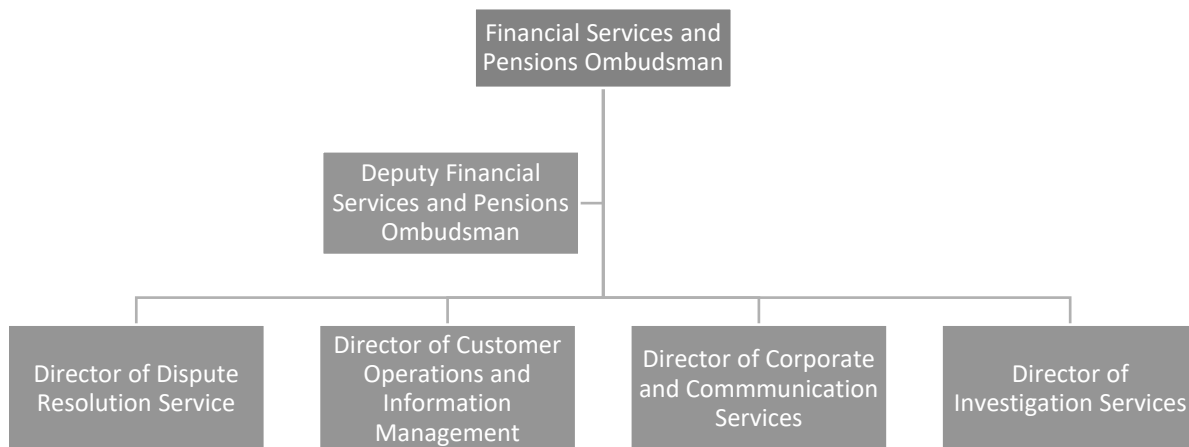 Financial Services and
Pensions Ombudsman
Deputy Financial
Services and Pensions
Ombudsman
Director of Dispute
Resolution Service
Director of Customer
Operations and
Information
Management
Director of Corporate
and Commmunication
Services
Director of
Investigation Services